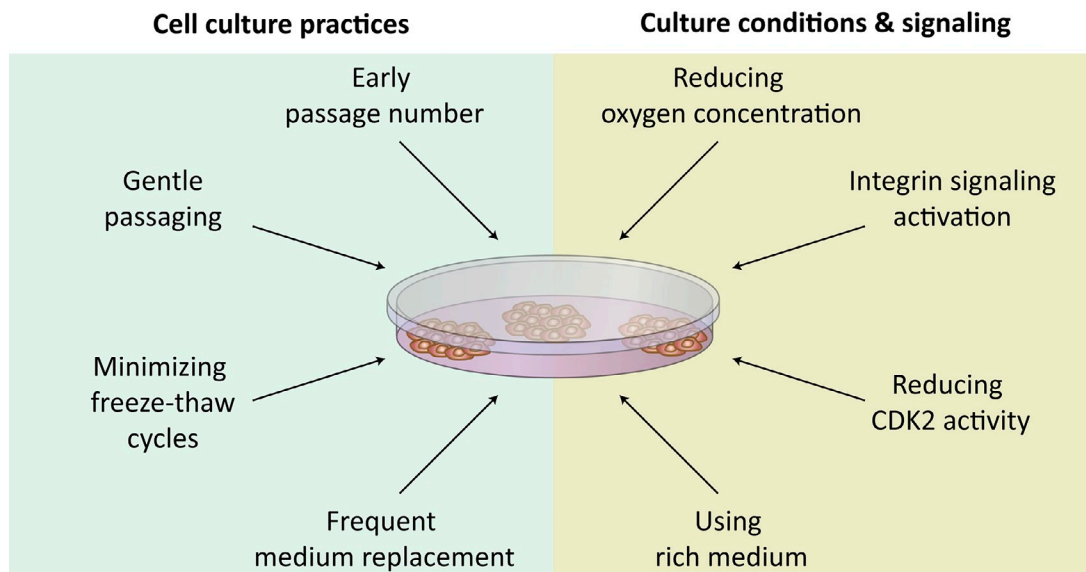 Cell culture practices
Culture conditions & signaling
Early
passage number
Gentle
passaging
Minimizing
freeze-thaw
cycles
Frequent
medium replacement
Reducing
oxygen concentration
Integrin signaling
activation
Reducing
CDK2 activity
Using
rich medium